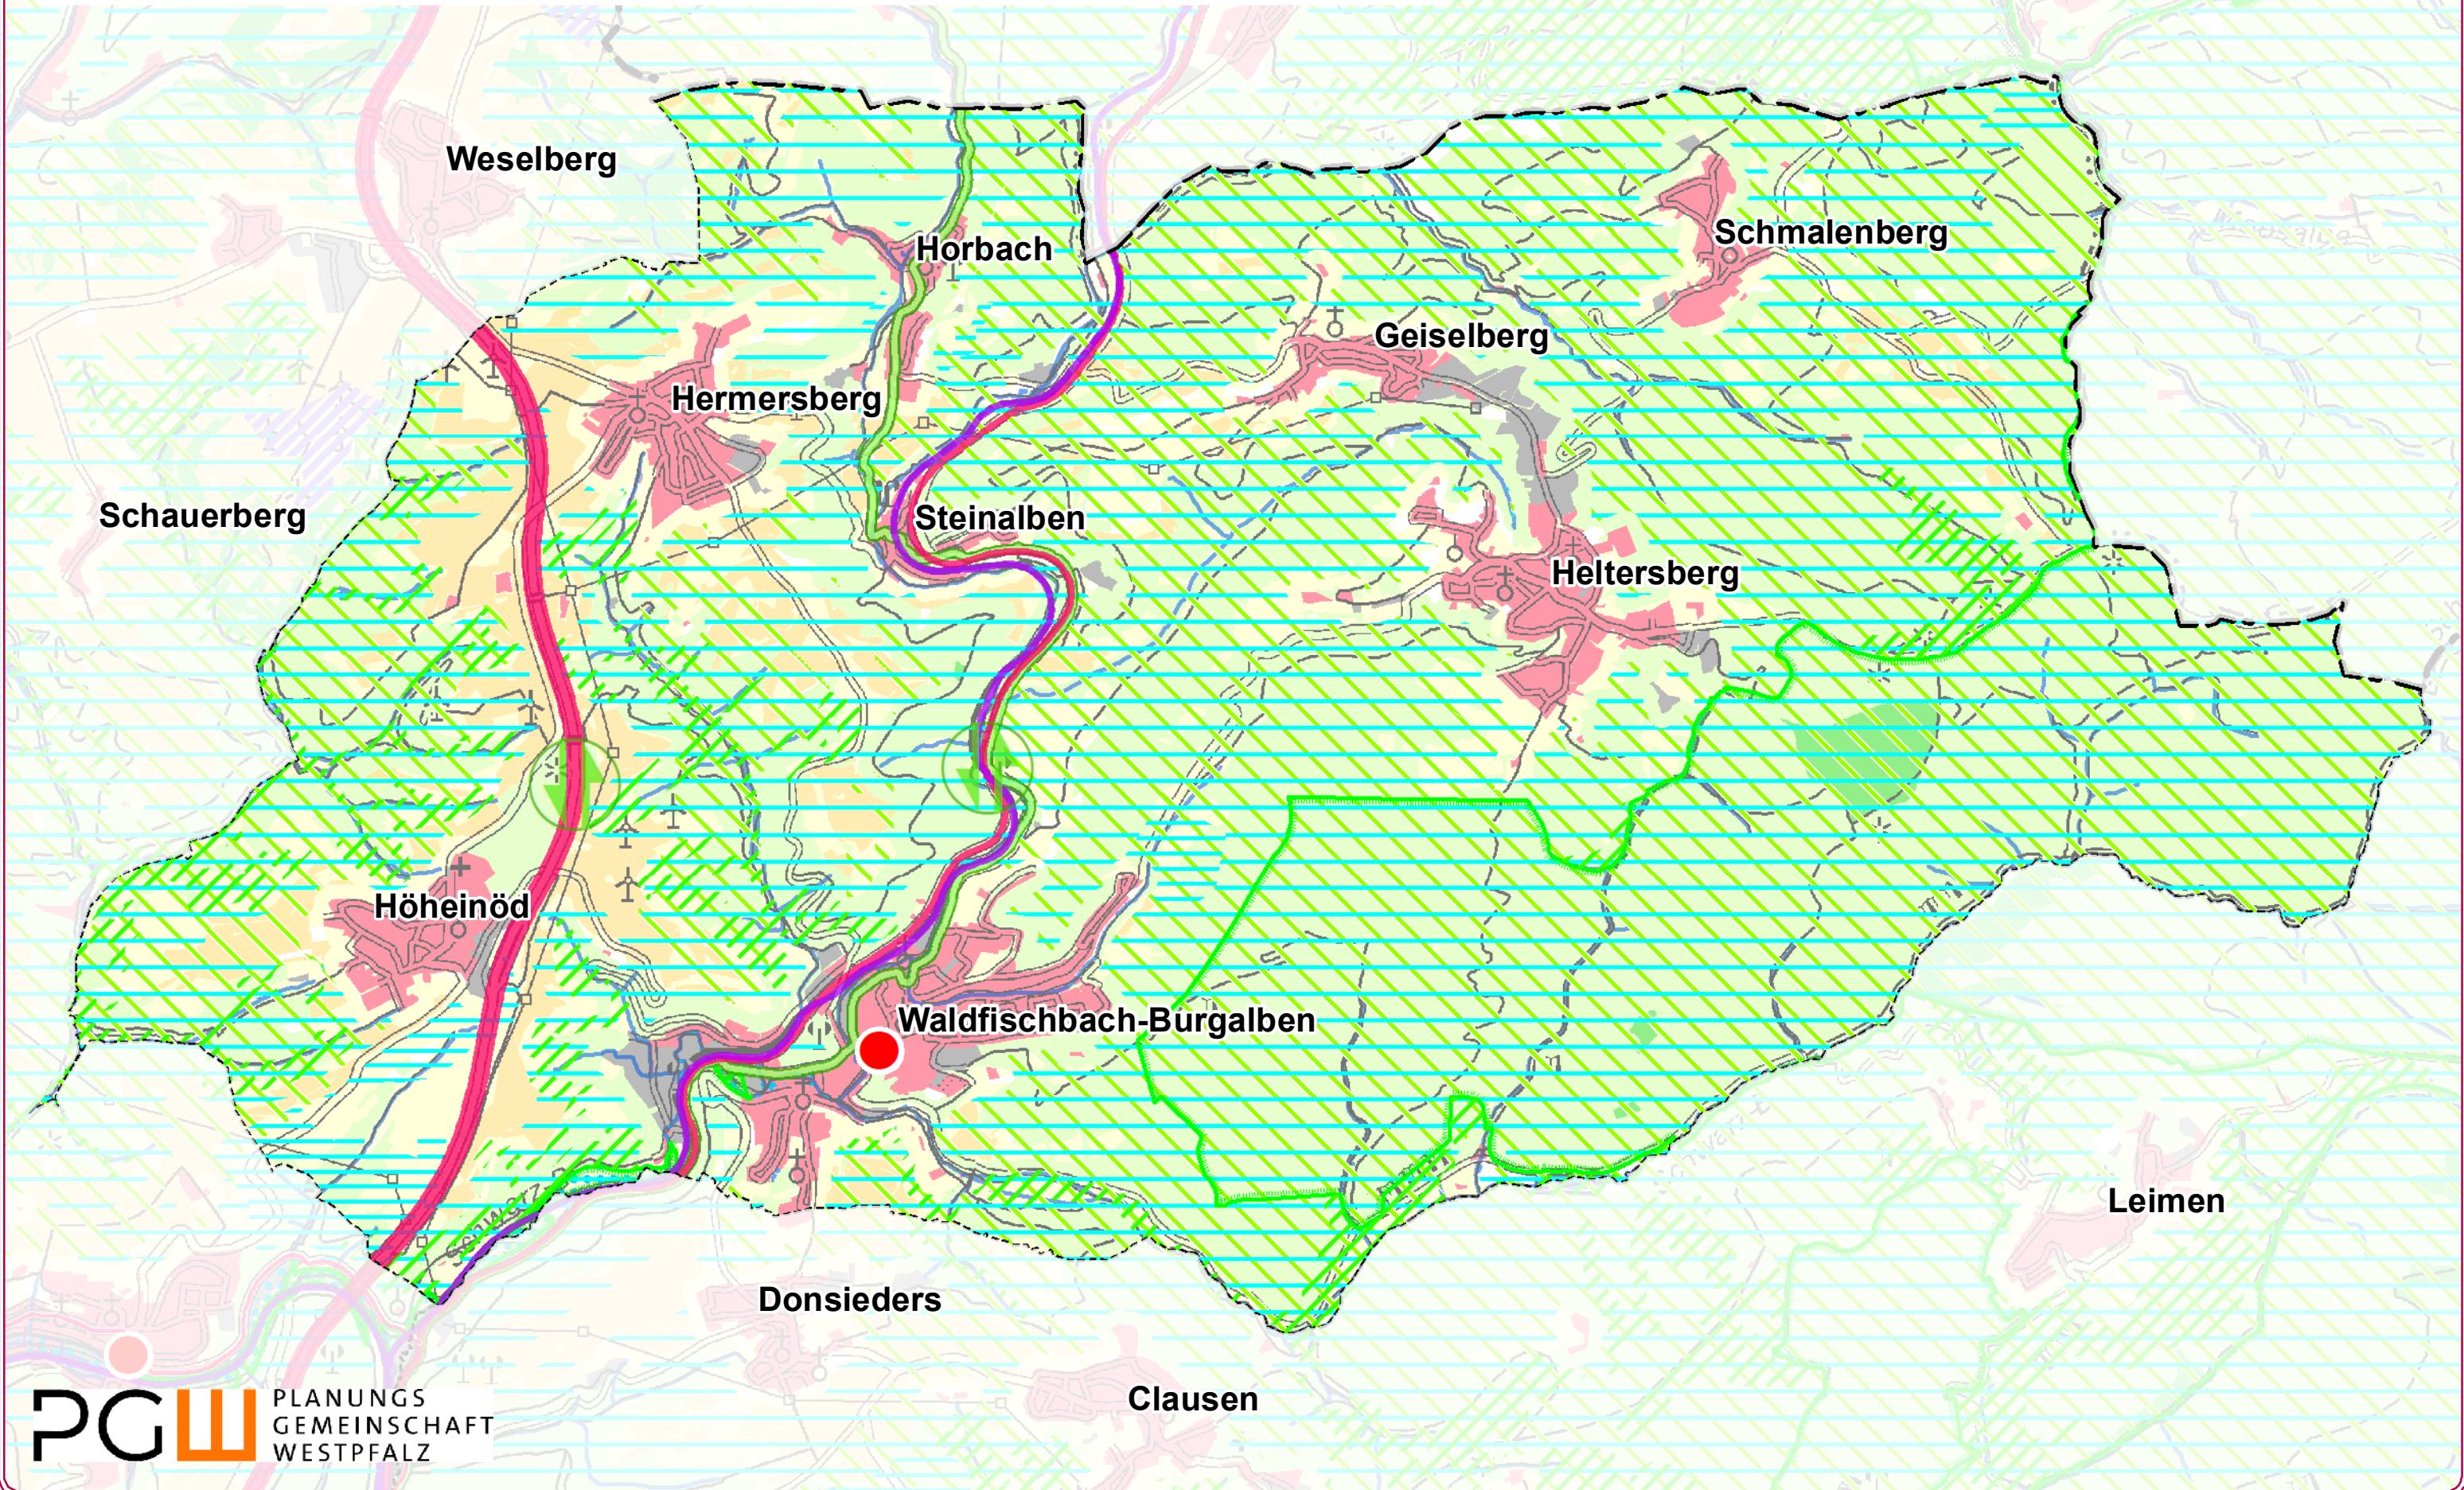 Weselberg
Horbach
Schmalenberg
Geiselberg
Hermersberg
Schauerberg
Steinalben
Heltersberg
Höheinöd
Waldfischbach-Burgalben
Leimen
Donsieders
Clausen
PGW
PLANUNGS
GEMEINSCHAFT
WESTPFALZ